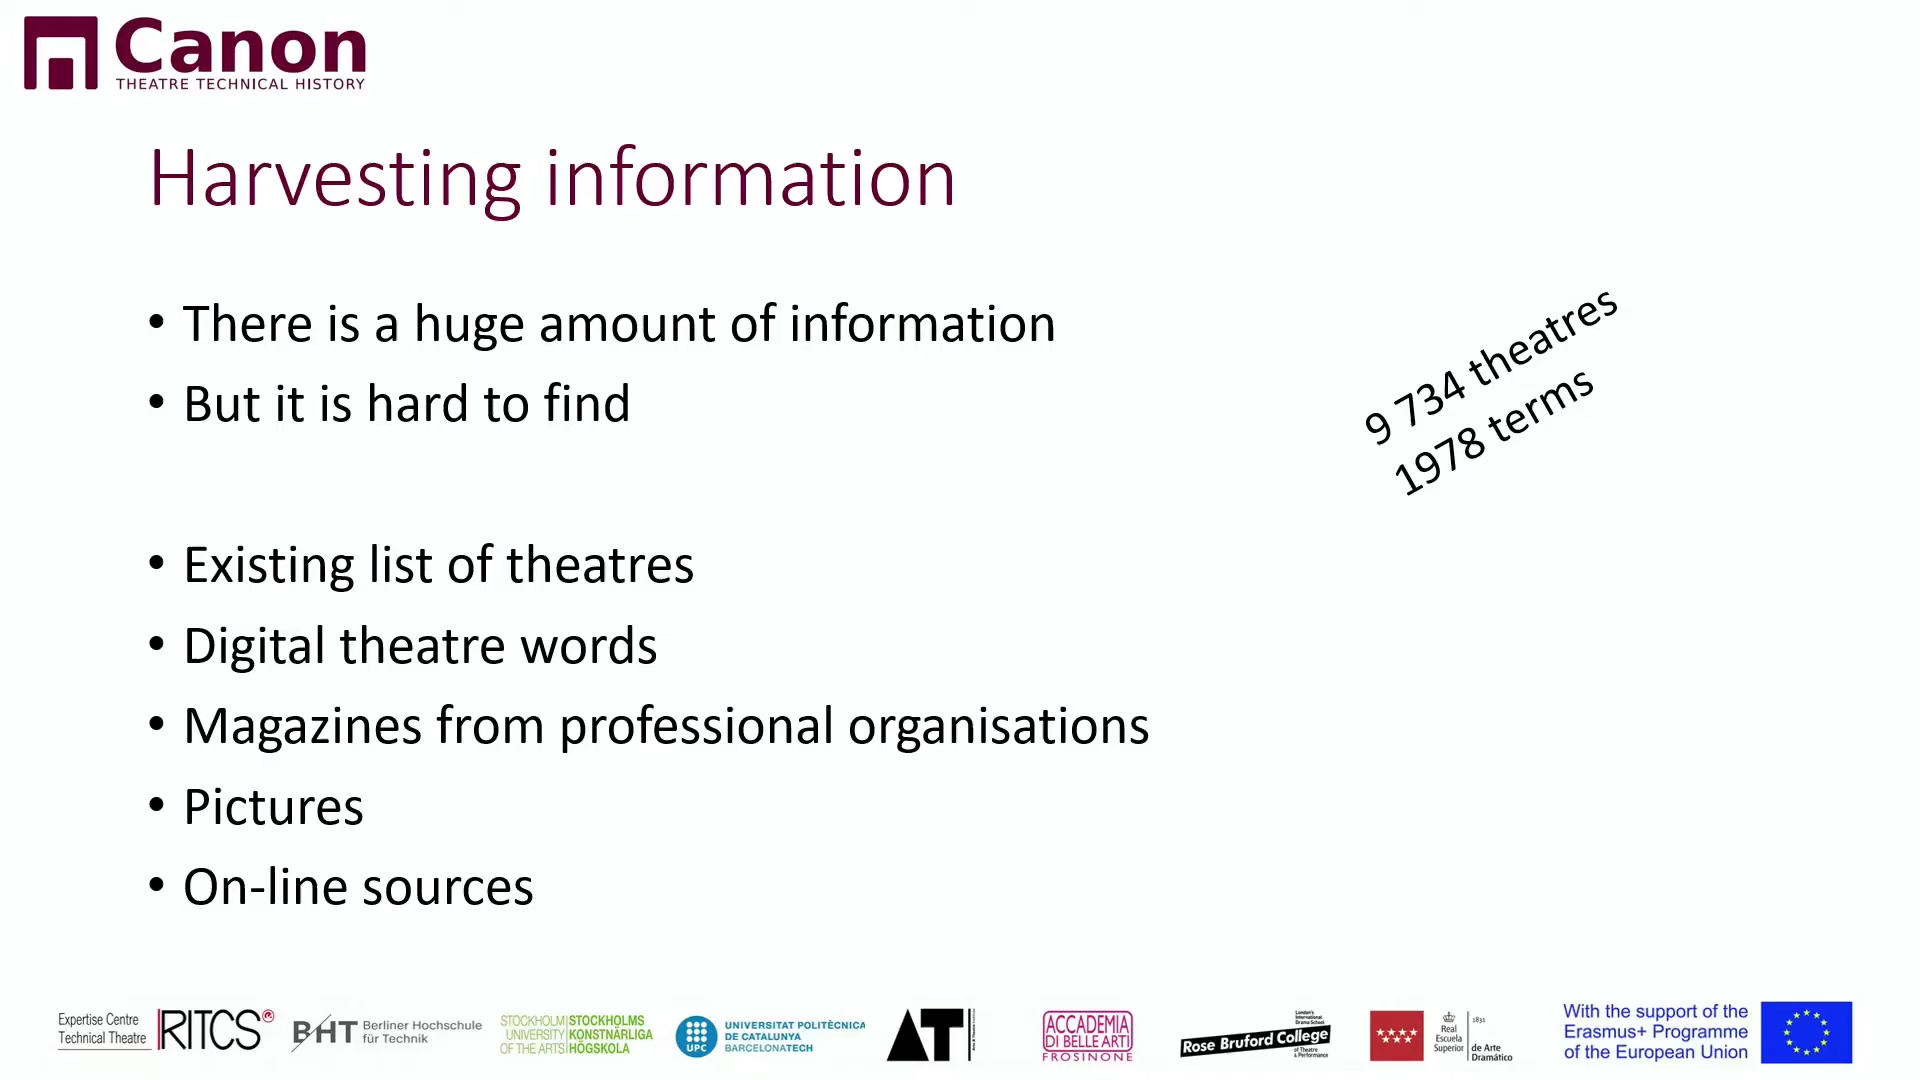 Canon
THEATRE TECHNICAL HISTORY
Harvesting information
• There is a huge amount of information
• But it is hard to find
9 734 theatres
1978 terms
• Existing list of theatres
• Digital theatre words
• Magazines from professional organisations
• Pictures
• On-line sources
Expertise Centre
Technical Theatre
RITCS®
BHT
Berliner Hochschule
für Technik
STOCKHOLM
UNIVERSITY
OF THE ARTS
STOCKHOLMS
KONSTNÄRLIGA
HÖGSKOLA
UPC
UNIVERSITAT POLITÈCNICA
DE CATALUNYA
BARCELONATECH
AT
ACCADEMIA
DI BELLE ARTI
FROSINONE
London's
International
Drama School
Rose Bruford College
of Theatre
& Performance
Real
Escuela
Superior
1831
de Arte
Dramático
With the support of the
Erasmus+ Programme
of the European Union